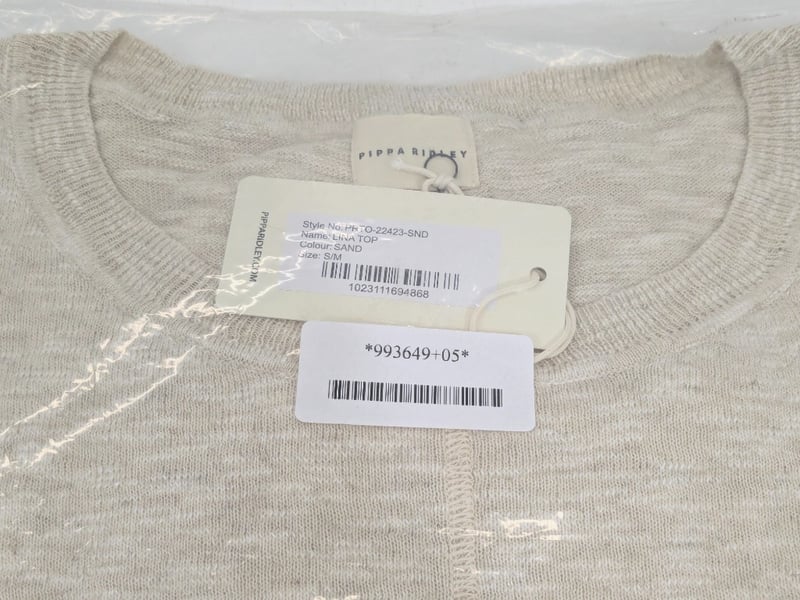 PIPPA RIDLEY
PIPPARIDLEY.COM
Style No: PRTO-22423-SND
Name: LINA TOP
Colour: SAND
Size: S/M
1023111694868
*993649+05*